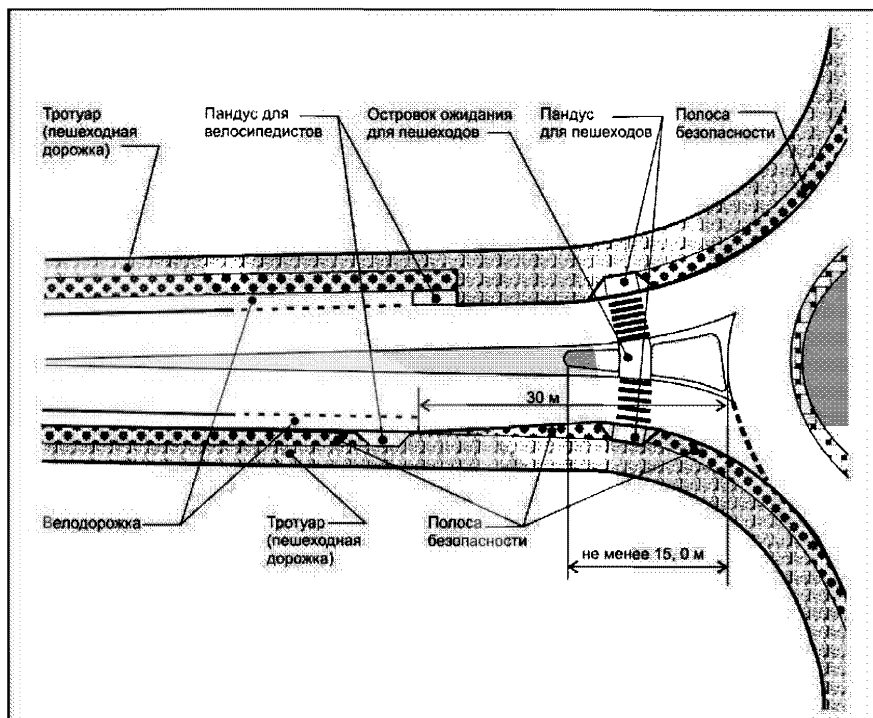 Тротуар
(пешеходная
дорожка)
Пандус для
велосипедистов
Островок ожидания
для пешеходов
Пандус
для пешеходов
Полоса
безопасности
30 м
Велодорожка
Тротуар
(пешеходная
дорожка)
Полоса
безопасности
не менее 15, 0 м